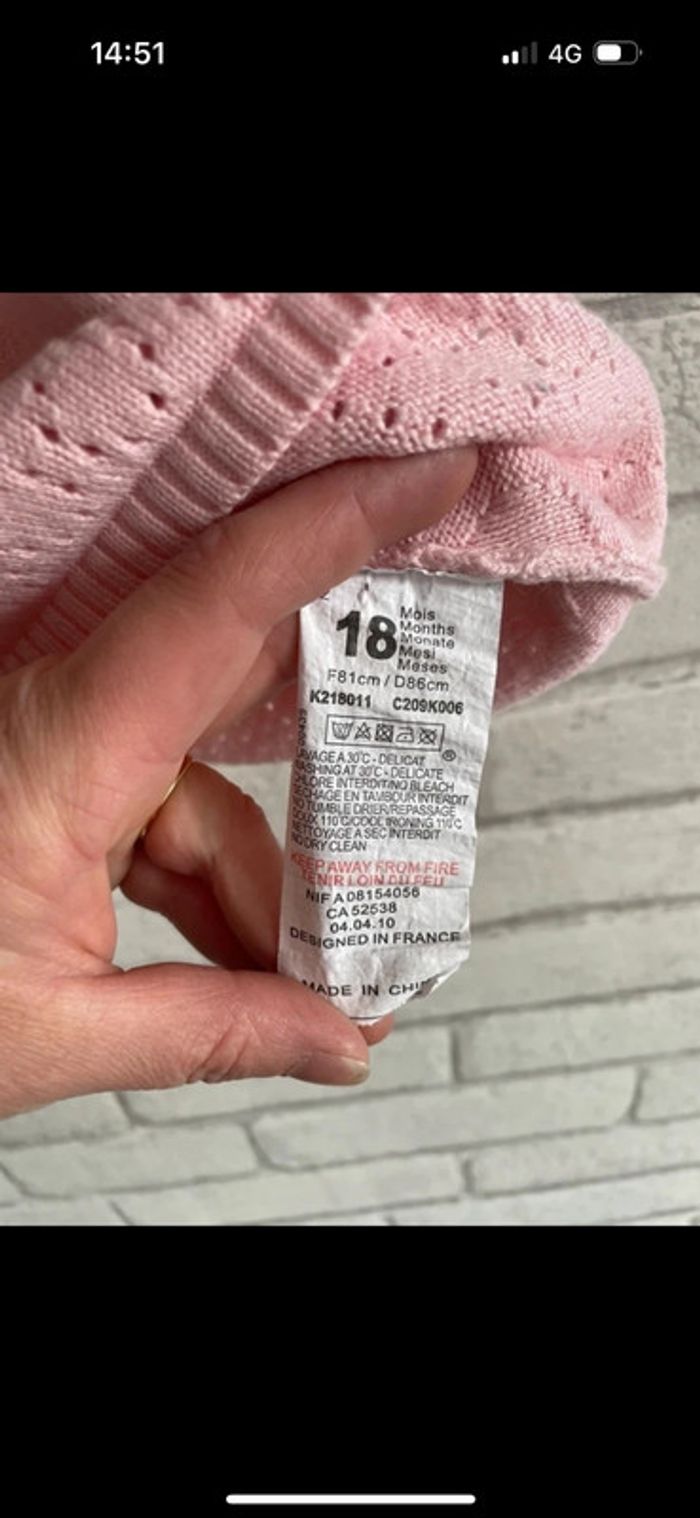 14:51
4G
18
Mois
Months
Monate
Mesi
Meses
F81cm / D86cm
K218011 C209K006
LAVAGE A 30°C - DELICAT
WASHING AT 30°C - DELICATE
CHLORE INTERDIT/NO BLEACH
SECHAGE EN TAMBOUR INTERDIT
NO TUMBLE DRIER/REPASSAGE
DOUX 110°C/COOL IRONING 110°C
NETTOYAGE A SEC INTERDIT
NO DRY CLEAN
KEEP AWAY FROM FIRE
TENIR LOIN DU FEU
NIF A 08154056
CA 52538
04.04.10
DESIGNED IN FRANCE
MADE IN